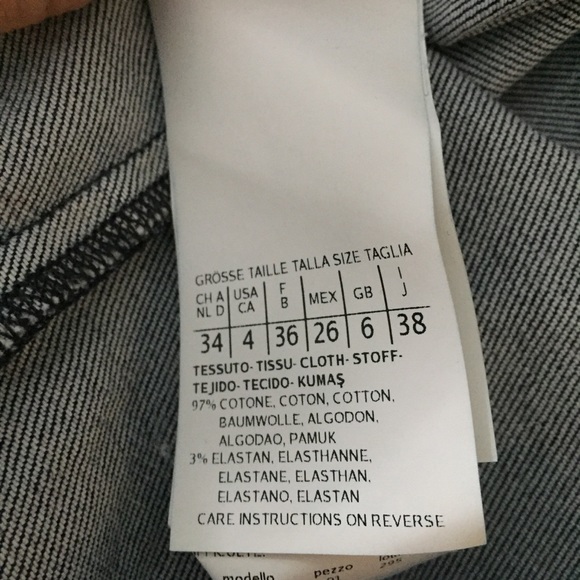 GRÖSSE TAILLE TALLA SIZE TAGLIA
CH A USA F MEX GB I
NL D CA B J
34 4 36 26 6 38
TESSUTO- TISSU- CLOTH- STOFF-
TEJIDO- TECIDO- KUMAŞ
97% COTONE, COTON, COTTON,
BAUMWOLLE, ALGODON,
ALGODAO, PAMUK
3% ELASTAN, ELASTHANNE,
ELASTANE, ELASTHAN,
ELASTANO, ELASTAN
CARE INSTRUCTIONS ON REVERSE
modello pezzo